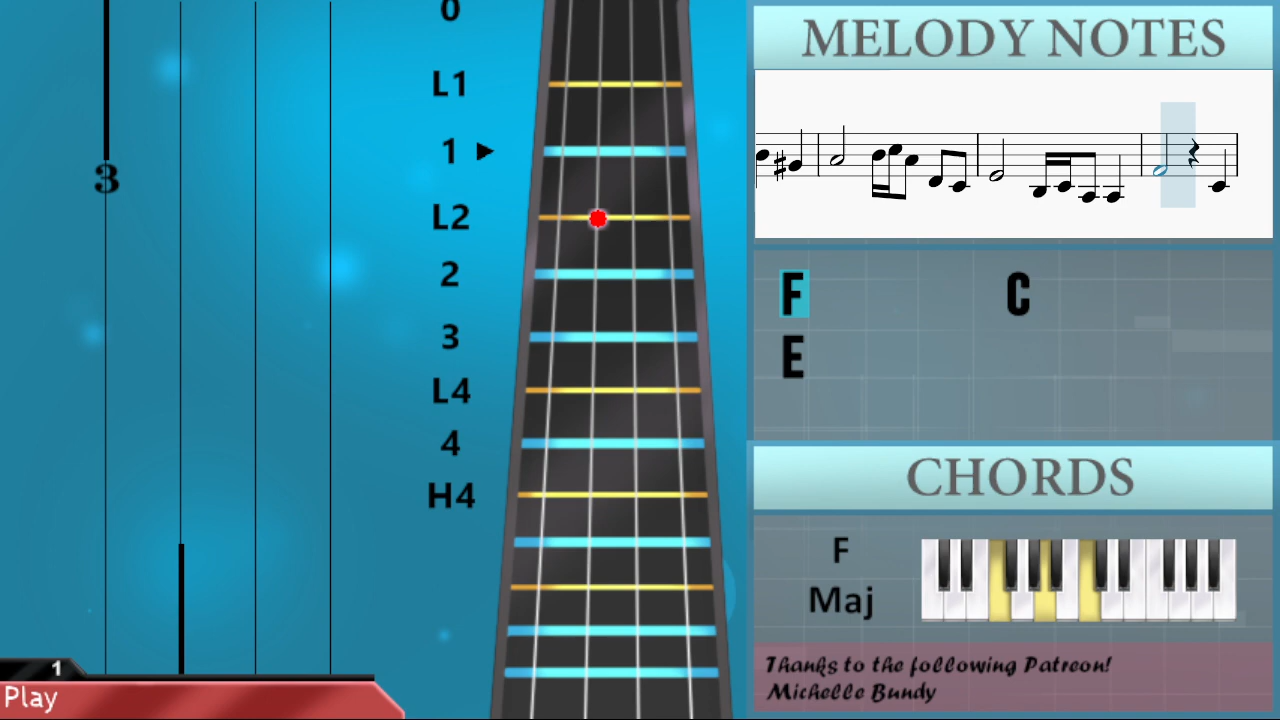 0
L1
1
3
L2
2
3
L4
4
H4
1
Play
MELODY NOTES
F
C
E
CHORDS
F
Maj
Thanks to the following Patreon!
Michelle Bundy